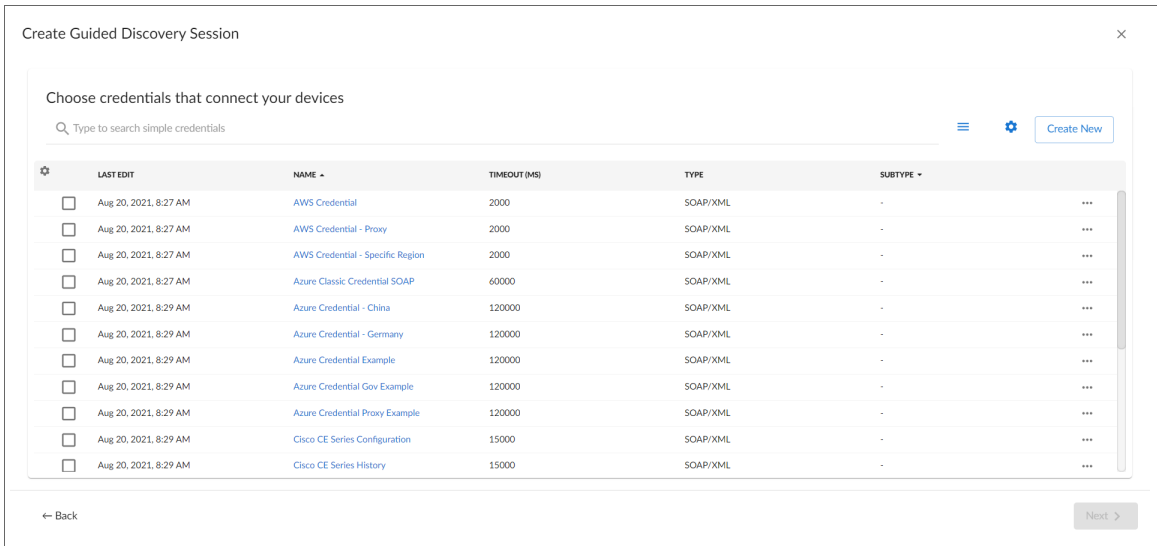 Create Guided Discovery Session
Choose credentials that connect your devices
Type to search simple credentials
Create New
LAST EDIT NAME TIMEOUT (MS) TYPE SUBTYPE
Aug 20, 2021, 8:27 AM AWS Credential 2000 SOAP/XML -
Aug 20, 2021, 8:27 AM AWS Credential - Proxy 2000 SOAP/XML -
Aug 20, 2021, 8:27 AM AWS Credential - Specific Region 2000 SOAP/XML -
Aug 20, 2021, 8:27 AM Azure Classic Credential SOAP 60000 SOAP/XML -
Aug 20, 2021, 8:29 AM Azure Credential - China 120000 SOAP/XML -
Aug 20, 2021, 8:29 AM Azure Credential - Germany 120000 SOAP/XML -
Aug 20, 2021, 8:29 AM Azure Credential Example 120000 SOAP/XML -
Aug 20, 2021, 8:29 AM Azure Credential Gov Example 120000 SOAP/XML -
Aug 20, 2021, 8:29 AM Azure Credential Proxy Example 120000 SOAP/XML -
Aug 20, 2021, 8:29 AM Cisco CE Series Configuration 15000 SOAP/XML -
Aug 20, 2021, 8:29 AM Cisco CE Series History 15000 SOAP/XML -
← Back Next >